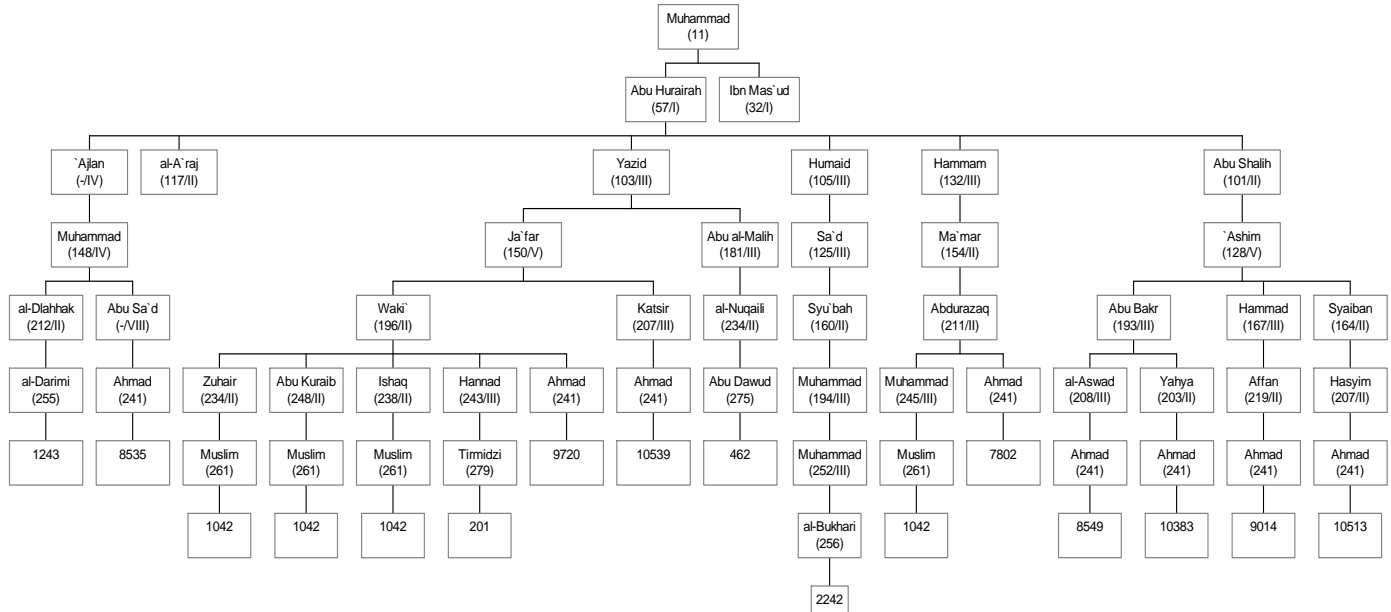 Muhammad
(11)
Abu Hurairah
(57/I)
Ibn Mas`ud
(32/I)
`Ajlan
(-/IV)
al-A`raj
(117/II)
Yazid
(103/III)
Humaid
(105/III)
Hammam
(132/III)
Abu Shalih
(101/II)
Muhammad
(148/IV)
Ja`far
(150/V)
Abu al-Malih
(181/III)
Sa`d
(125/III)
Ma`mar
(154/II)
`Ashim
(128/V)
al-Dlahhak
(212/II)
Abu Sa`d
(-/VIII)
Waki`
(196/II)
Katsir
(207/III)
al-Nuqaili
(234/II)
Syu`bah
(160/II)
Abdurazaq
(211/II)
Abu Bakr
(193/III)
Hammad
(167/III)
Syaiban
(164/II)
al-Darimi
(255)
Ahmad
(241)
Zuhair
(234/II)
Abu Kuraib
(248/II)
Ishaq
(238/II)
Hannad
(243/III)
Ahmad
(241)
Ahmad
(241)
Abu Dawud
(275)
Muhammad
(194/III)
Muhammad
(245/III)
Ahmad
(241)
al-Aswad
(208/III)
Yahya
(203/II)
Affan
(219/II)
Hasyim
(207/II)
1243
8535
Muslim
(261)
Muslim
(261)
Muslim
(261)
Tirmidzi
(279)
9720
10539
462
Muhammad
(252/III)
Muslim
(261)
7802
Ahmad
(241)
Ahmad
(241)
Ahmad
(241)
Ahmad
(241)
1042
1042
1042
201
al-Bukhari
(256)
1042
8549
10383
9014
10513
2242